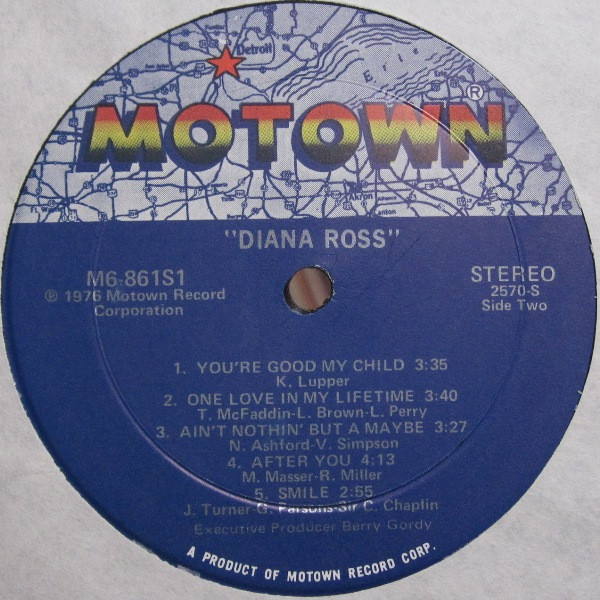 Detroit
Erie
MOTOWN®
Akron
Canton
"DIANA ROSS"
M6-861S1
℗ 1976 Motown Record
Corporation
STEREO
2570-S
Side Two
1. YOU'RE GOOD MY CHILD 3:35
K. Lupper
2. ONE LOVE IN MY LIFETIME 3:40
T. McFaddin-L. Brown-L. Perry
3. AIN'T NOTHIN' BUT A MAYBE 3:27
N. Ashford-V. Simpson
4. AFTER YOU 4:13
M. Masser-R. Miller
5. SMILE 2:55
J. Turner-G. Parsons-Sir C. Chaplin
Executive Producer Berry Gordy
A PRODUCT OF MOTOWN RECORD CORP.